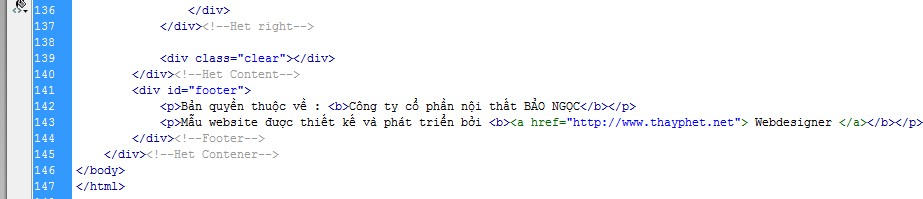 136 </div>
137 </div><!--Het right-->
138
139 <div class="clear"></div>
140 </div><!--Het Content-->
141 <div id="footer">
142 <p>Bản quyền thuộc về : <b>Công ty cổ phần nội thất BẢO NGỌC</b></p>
143 <p>Mẫu website được thiết kế và phát triển bởi <b><a href="http://www.thayphet.net"> Webdesigner </a></b></p>
144 </div><!--Footer-->
145 </div><!--Het Contener-->
146 </body>
147 </html>